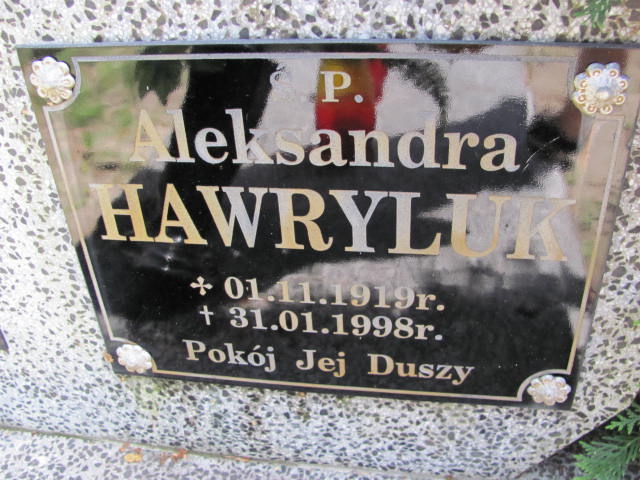 Ś. P.
Aleksandra
HAWRYLUK
✢ 01.11.1919r.
† 31.01.1998r.
Pokój Jej Duszy